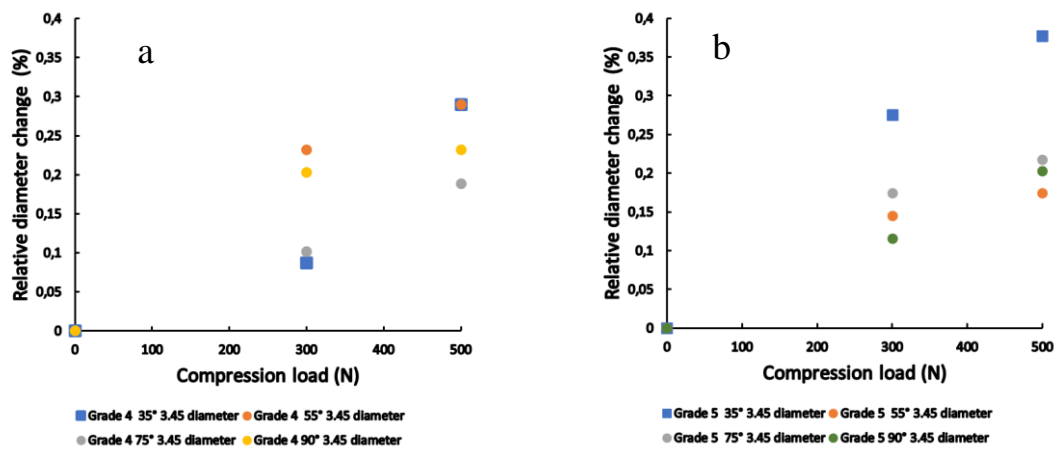 a
Relative diameter change (%)
0,4
0,35
0,3
0,25
0,2
0,15
0,1
0,05
0
0 100 200 300 400 500
Compression load (N)
Grade 4 35° 3.45 diameter Grade 4 55° 3.45 diameter
Grade 4 75° 3.45 diameter Grade 4 90° 3.45 diameter
b
Relative diameter change (%)
0,4
0,35
0,3
0,25
0,2
0,15
0,1
0,05
0
0 100 200 300 400 500
Compression load (N)
Grade 5 35° 3.45 diameter Grade 5 55° 3.45 diameter
Grade 5 75° 3.45 diameter Grade 5 90° 3.45 diameter